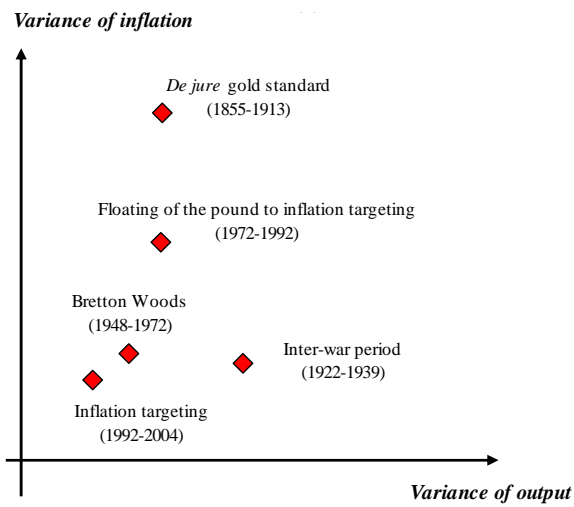 Variance of inflation
De jure gold standard
(1855-1913)
Floating of the pound to inflation targeting
(1972-1992)
Bretton Woods
(1948-1972)
Inter-war period
(1922-1939)
Inflation targeting
(1992-2004)
Variance of output